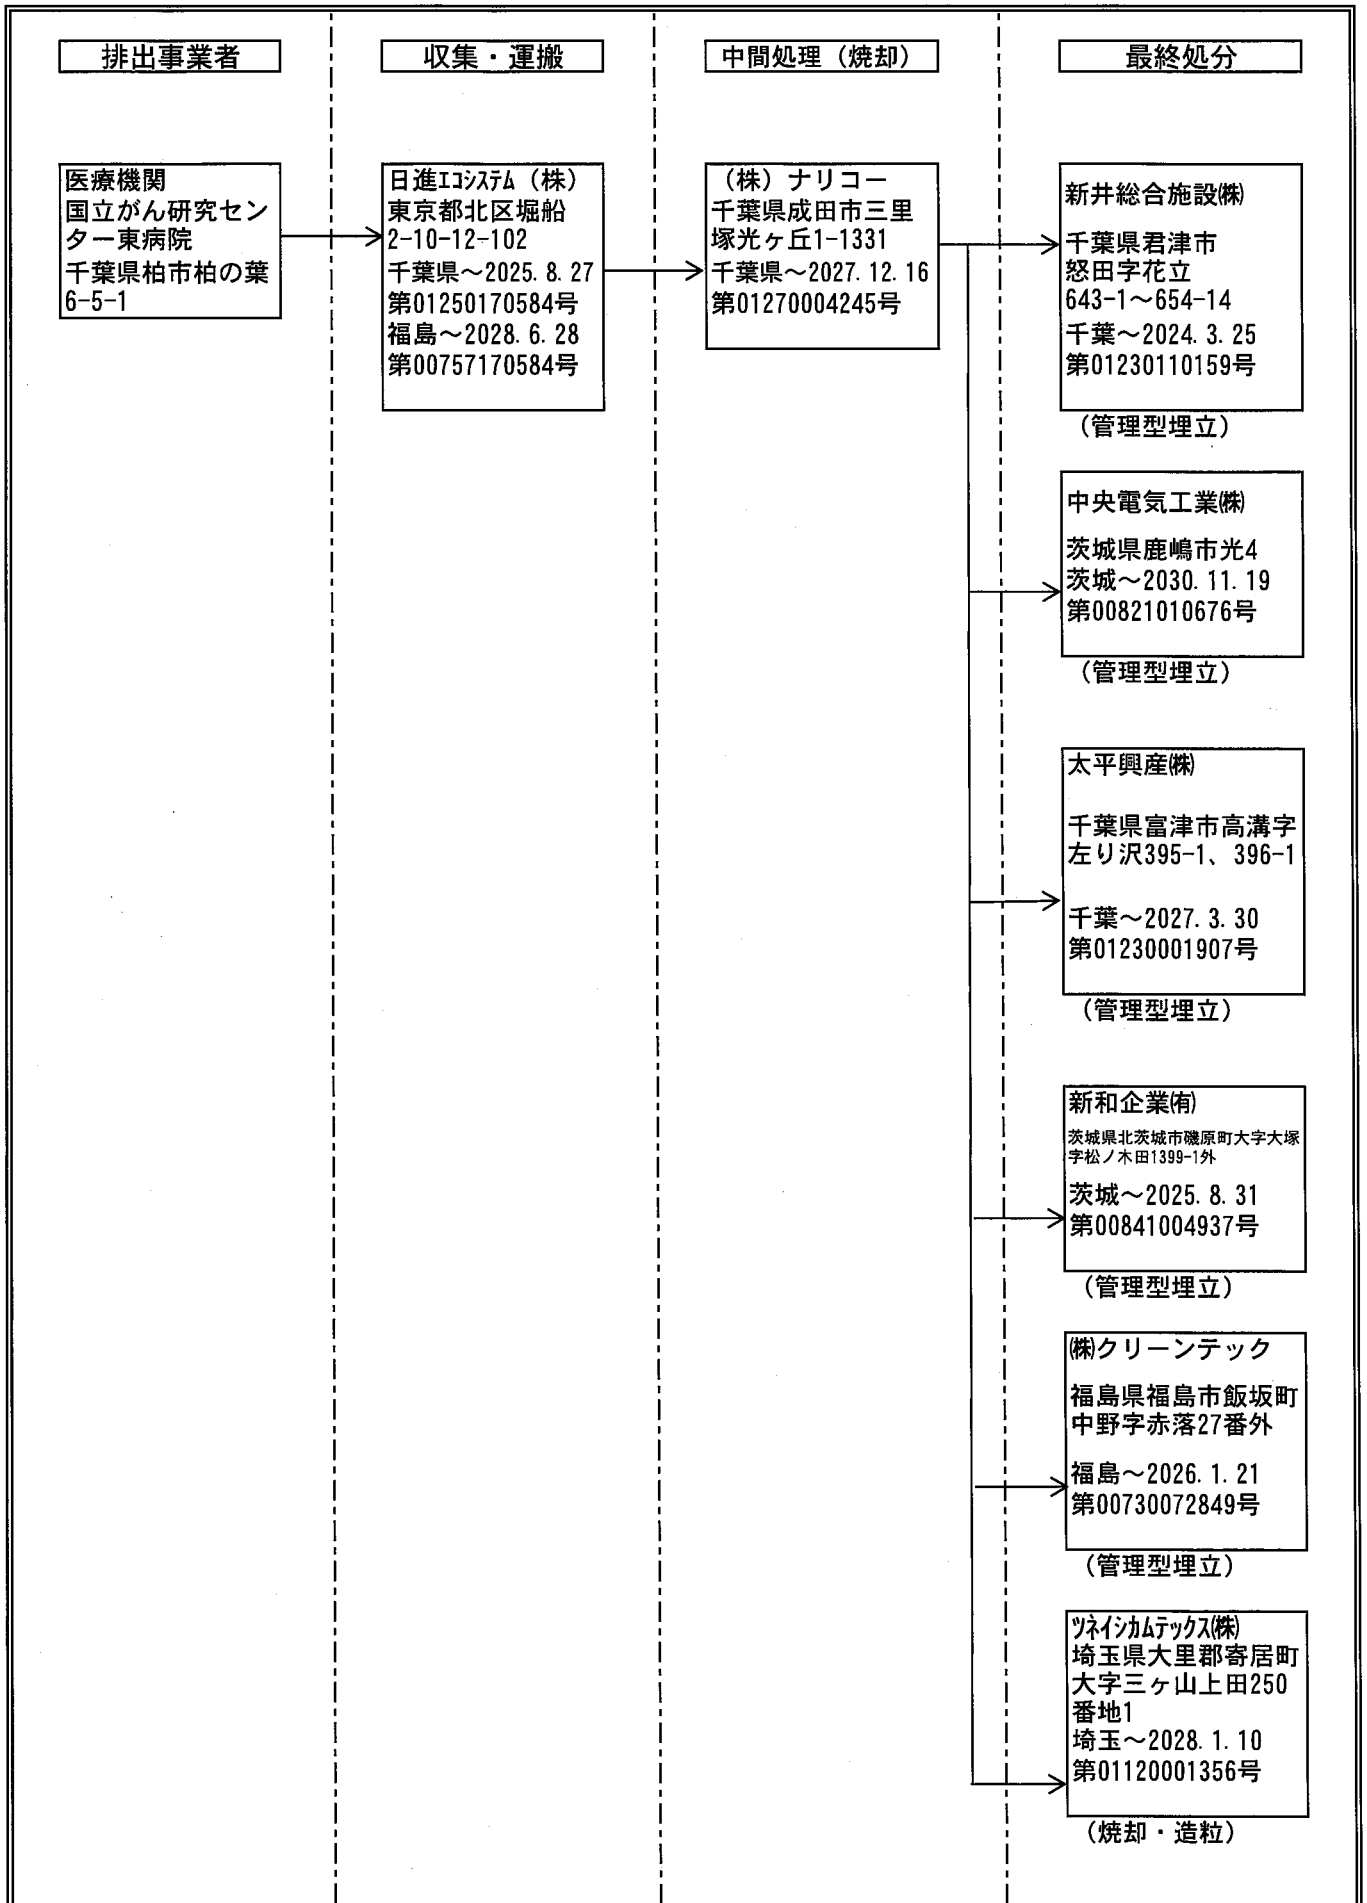 排出事業者
収集・運搬
中間処理（焼却）
最終処分
医療機関
国立がん研究セン
ター東病院
千葉県柏市柏の葉
6-5-1
日進ｴｺｼｽﾃﾑ（株）
東京都北区堀船
2-10-12-102
千葉県～2025. 8. 27
第01250170584号
福島～2028. 6. 28
第00757170584号
（株）ナリコー
千葉県成田市三里
塚光ヶ丘1-1331
千葉県～2027. 12. 16
第01270004245号
新井総合施設㈱
千葉県君津市
怒田字花立
643-1～654-14
千葉～2024. 3. 25
第01230110159号
（管理型埋立）
中央電気工業㈱
茨城県鹿嶋市光4
茨城～2030. 11. 19
第00821010676号
（管理型埋立）
太平興産㈱
千葉県富津市高溝字
左り沢395-1、396-1
千葉～2027. 3. 30
第01230001907号
（管理型埋立）
新和企業㈲
茨城県北茨城市磯原町大字大塚
字松ノ木田1399-1外
茨城～2025. 8. 31
第00841004937号
（管理型埋立）
㈱クリーンテック
福島県福島市飯坂町
中野字赤落27番外
福島～2026. 1. 21
第00730072849号
（管理型埋立）
ﾂﾈｲｼｶﾑﾃｯｸｽ㈱
埼玉県大里郡寄居町
大字三ヶ山上田250
番地1
埼玉～2028. 1. 10
第01120001356号
（焼却・造粒）